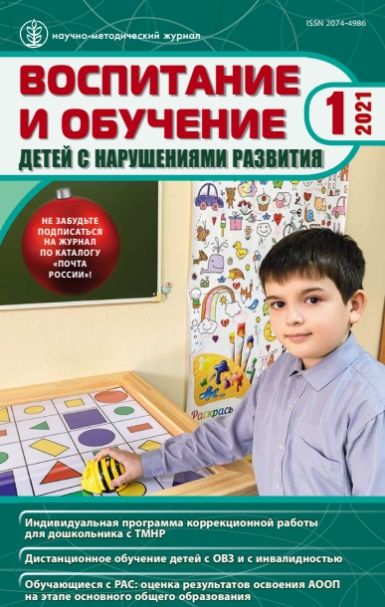 ISSN 2074-4986
научно-методический журнал
ВОСПИТАНИЕ
И ОБУЧЕНИЕ
ДЕТЕЙ С НАРУШЕНИЯМИ РАЗВИТИЯ
1
2021
НЕ ЗАБУДЬТЕ
ПОДПИСАТЬСЯ
НА ЖУРНАЛ
ПО КАТАЛОГУ
«ПОЧТА
РОССИИ»!
Раскрась
Индивидуальная программа коррекционной работы
для дошкольника с ТМНР
Дистанционное обучение детей с ОВЗ и с инвалидностью
Обучающиеся с РАС: оценка результатов освоения АООП
на этапе основного общего образования